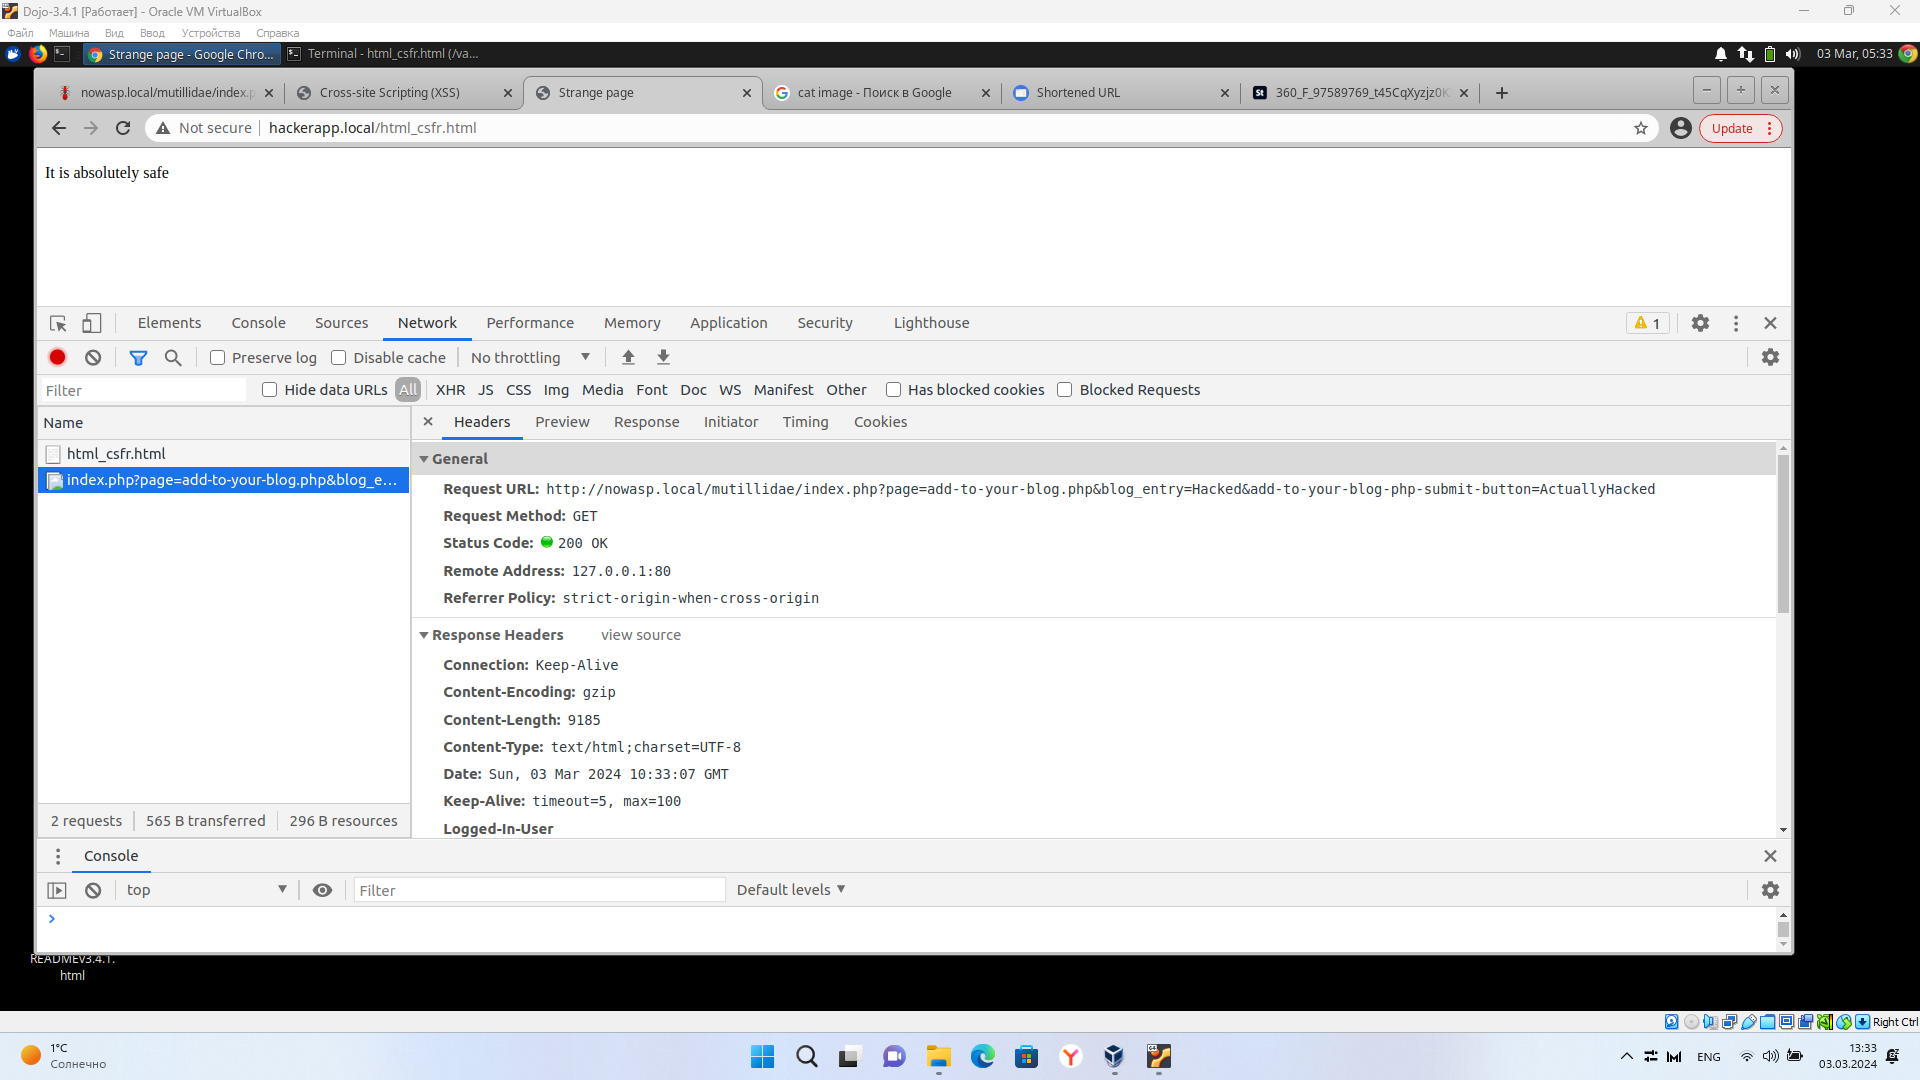 Dojo-3.4.1 [Работает] - Oracle VM VirtualBox
Файл Машина Вид Ввод Устройства Справка
Strange page - Google Chro... Terminal - html_csfr.html (/va... 03 Mar, 05:33
nowasp.local/mutillidae/index.p Cross-site Scripting (XSS) Strange page cat image - Поиск в Google Shortened URL St 360_F_97589769_t45CqXyzjz0K
Not secure hackerapp.local/html_csfr.html Update
It is absolutely safe
Elements Console Sources Network Performance Memory Application Security Lighthouse 1
Preserve log Disable cache No throttling
Filter Hide data URLs All XHR JS CSS Img Media Font Doc WS Manifest Other Has blocked cookies Blocked Requests
Name Headers Preview Response Initiator Timing Cookies
html_csfr.html
index.php?page=add-to-your-blog.php&blog_e...
General
Request URL: http://nowasp.local/mutillidae/index.php?page=add-to-your-blog.php&blog_entry=Hacked&add-to-your-blog-php-submit-button=ActuallyHacked
Request Method: GET
Status Code: 200 OK
Remote Address: 127.0.0.1:80
Referrer Policy: strict-origin-when-cross-origin
Response Headers view source
Connection: Keep-Alive
Content-Encoding: gzip
Content-Length: 9185
Content-Type: text/html;charset=UTF-8
Date: Sun, 03 Mar 2024 10:33:07 GMT
Keep-Alive: timeout=5, max=100
Logged-In-User
2 requests 565 B transferred 296 B resources
Console
top Filter Default levels
READMEv3.4.1.
html
Right Ctrl
1°C
Солнечно
ENG
13:33
03.03.2024